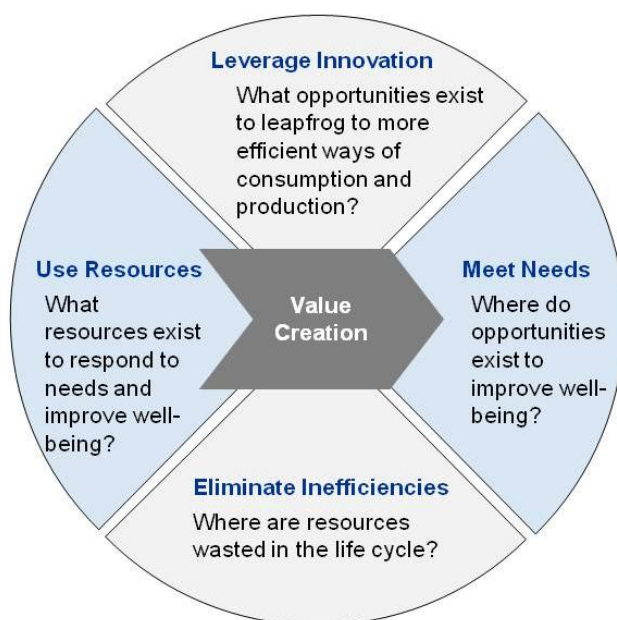 Leverage Innovation
What opportunities exist
to leapfrog to more
efficient ways of
consumption and
production?
Use Resources
What
resources exist
to respond to
needs and
improve well-
being?
Value
Creation
Meet Needs
Where do
opportunities
exist to
improve well-
being?
Eliminate Inefficiencies
Where are resources
wasted in the life cycle?